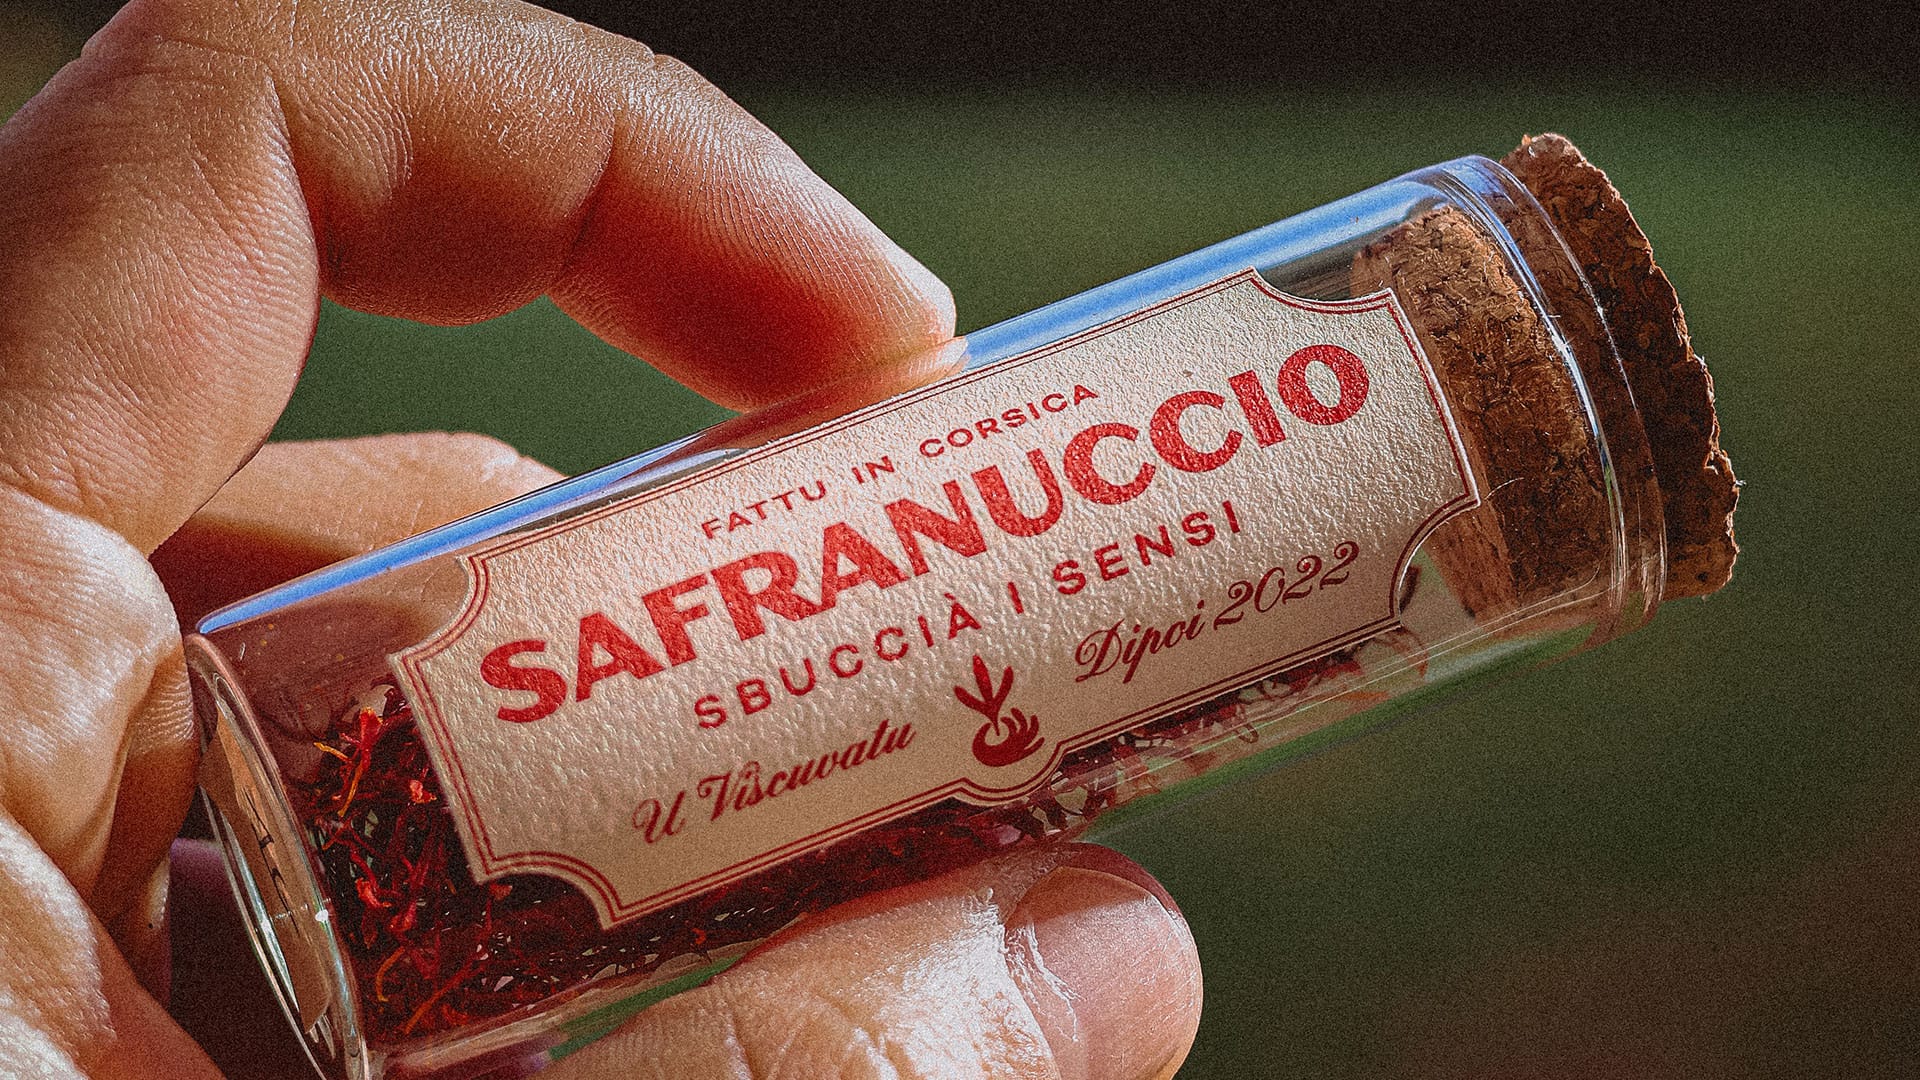 FATTU IN CORSICA
SAFRANUCCIO
SBUCCIÀ I SENSI
U Viscuvatu
Dipoi 2022